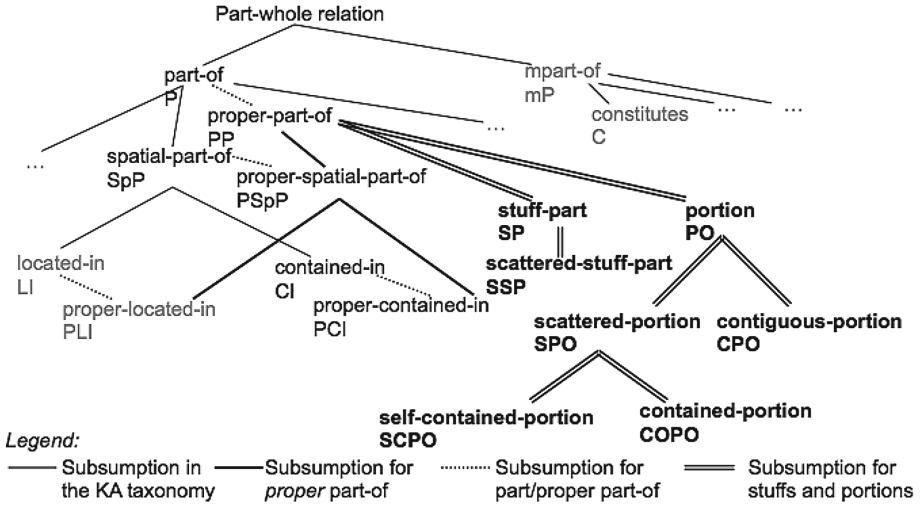 Part-whole relation
part-of
P
mpart-of
mP
proper-part-of
PP
constitutes
C
...
...
...
...
spatial-part-of
SpP
proper-spatial-part-of
PSpP
stuff-part
SP
portion
PO
located-in
LI
contained-in
CI
scattered-stuff-part
SSP
proper-located-in
PLI
proper-contained-in
PCI
scattered-portion
SPO
contiguous-portion
CPO
self-contained-portion
SCPO
contained-portion
COPO
Legend:
Subsumption in
the KA taxonomy
Subsumption for
proper part-of
Subsumption for
part/proper part-of
Subsumption for
stuffs and portions